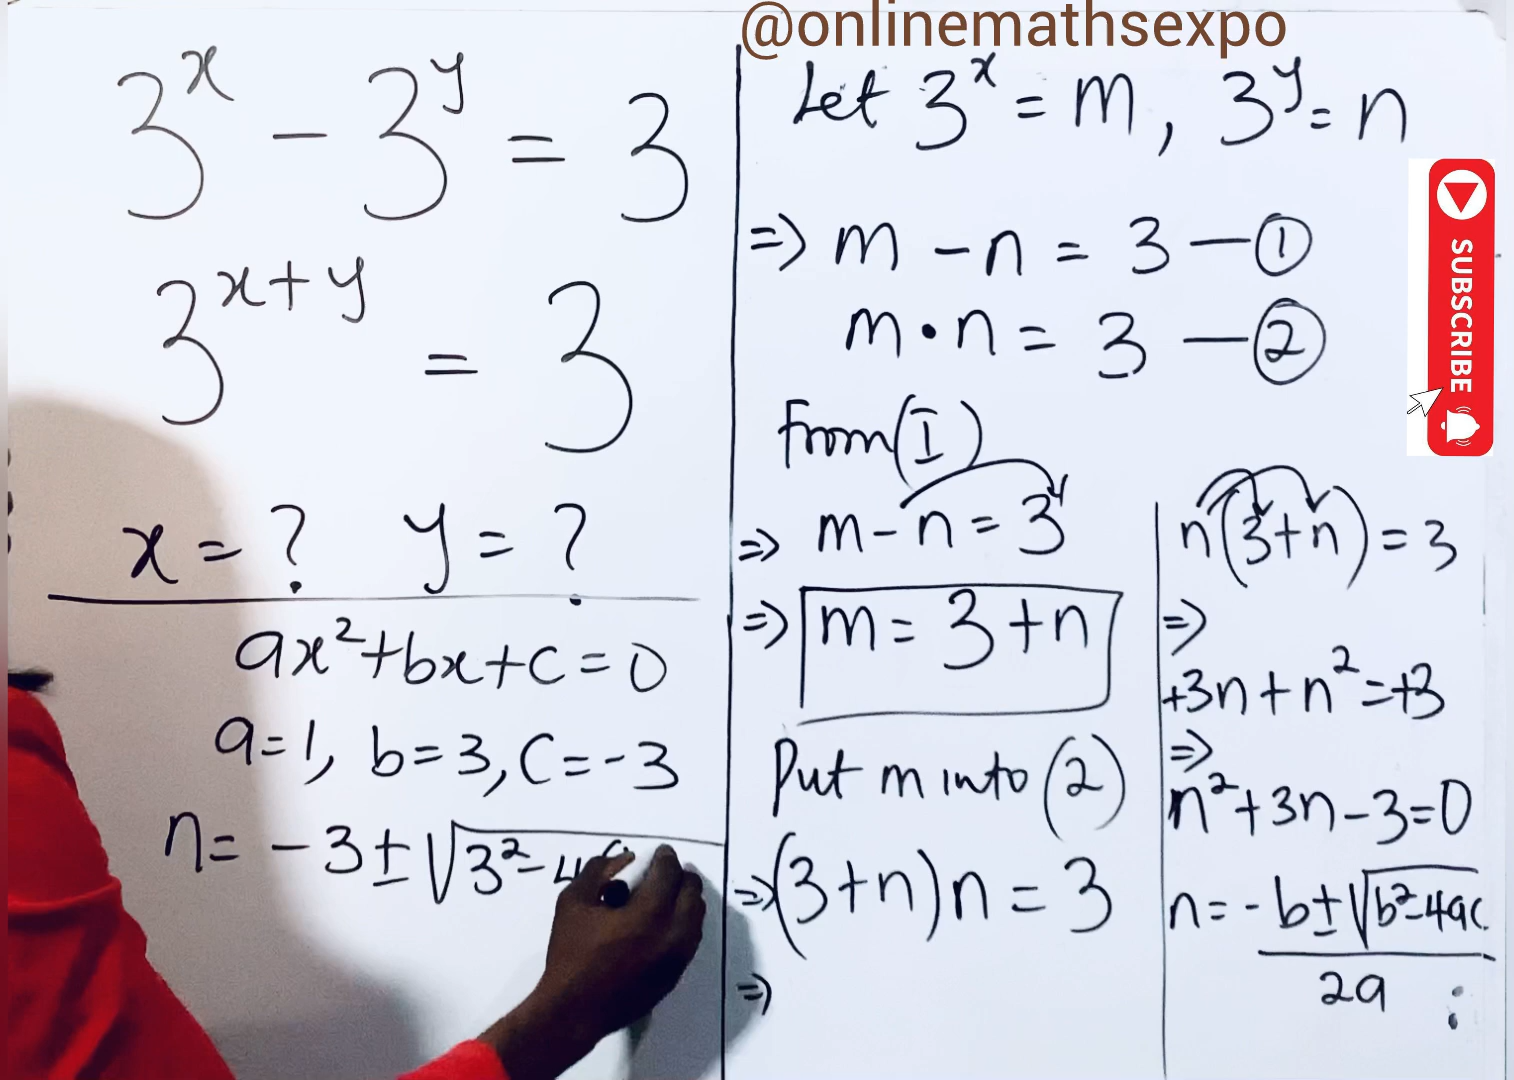 @onlinemathsexpo
3^x - 3^y = 3
3^{x+y} = 3
x = ? y = ?
ax² + bx + c = 0
a = 1, b = 3, c = -3
n = -3 ± √3² - 4
Let 3^x = m, 3^y = n
⇒ m - n = 3 — ①
m · n = 3 — ②
From (I)
⇒ m - n = 3
⇒ m = 3 + n
Put m into (2)
⇒ (3 + n) n = 3
⇒
n(3 + n) = 3
⇒
+3n + n² = +3
⇒
n² + 3n - 3 = 0
n = -b ± √b² - 4ac
2a
SUBSCRIBE